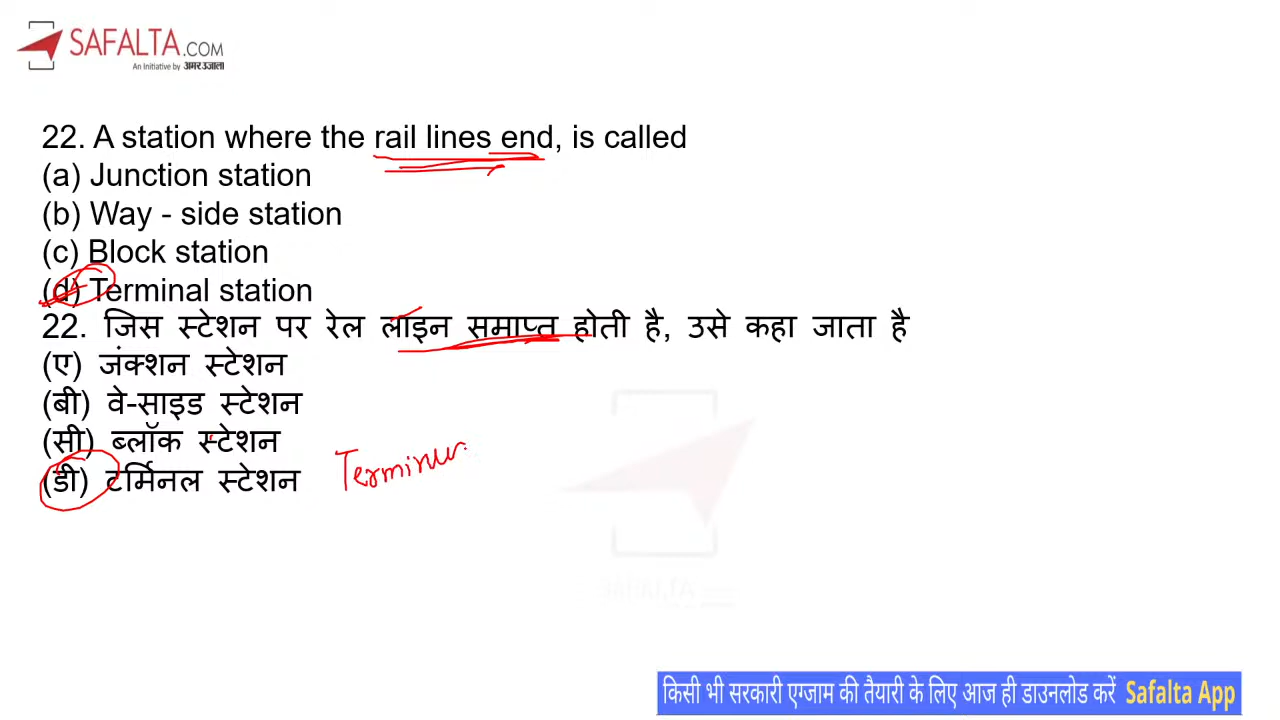 SAFALTA.COM
An Initiative by अमर उजाला
22. A station where the rail lines end, is called
(a) Junction station
(b) Way - side station
(c) Block station
(d) Terminal station
22. जिस स्टेशन पर रेल लाइन समाप्त होती है, उसे कहा जाता है
(ए) जंक्शन स्टेशन
(बी) वे-साइड स्टेशन
(सी) ब्लॉक स्टेशन
(डी) टर्मिनल स्टेशन
किसी भी सरकारी एग्जाम की तैयारी के लिए आज ही डाउनलोड करें Safalta App